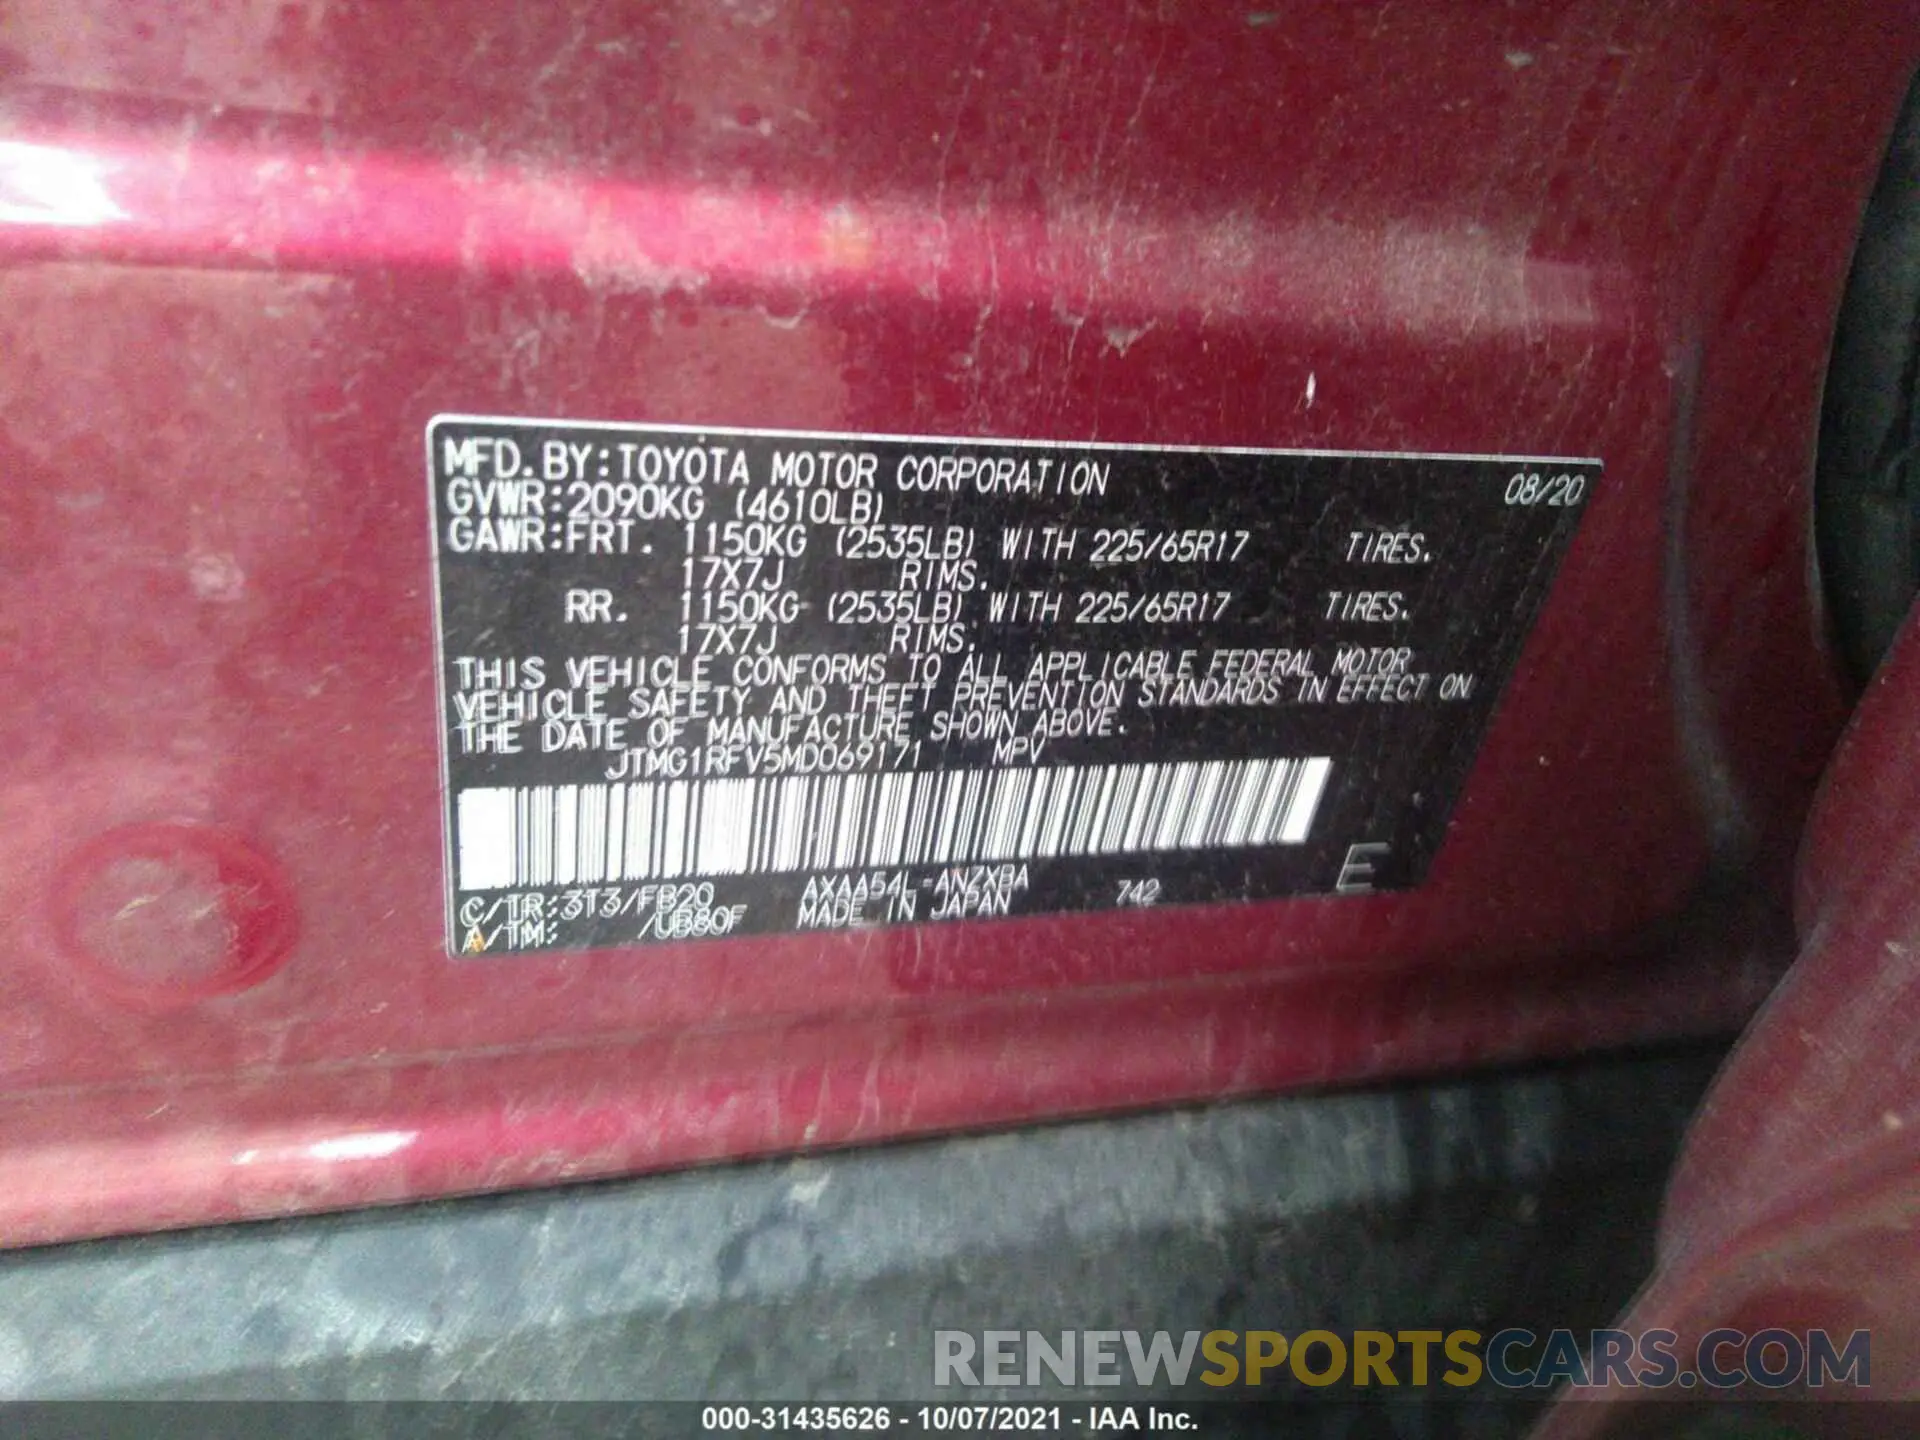 MFD.BY:TOYOTA MOTOR CORPORATION 08/20
GVWR:2090KG (4610LB)
GAWR:FRT. 1150KG (2535LB) WITH 225/65R17 TIRES.
17X7J RIMS.
RR. 1150KG (2535LB) WITH 225/65R17 TIRES.
17X7J RIMS.
THIS VEHICLE CONFORMS TO ALL APPLICABLE FEDERAL MOTOR
VEHICLE SAFETY AND THEFT PREVENTION STANDARDS IN EFFECT ON
THE DATE OF MANUFACTURE SHOWN ABOVE.
JTMG1RFV5MD069171 MPV
C/TR:3T3/FB20 AXAA54L-ANZXBA 742 E
A/TM: /UB80F MADE IN JAPAN
RENEWSPORTSCARS.COM
000-31435626 - 10/07/2021 - IAA Inc.